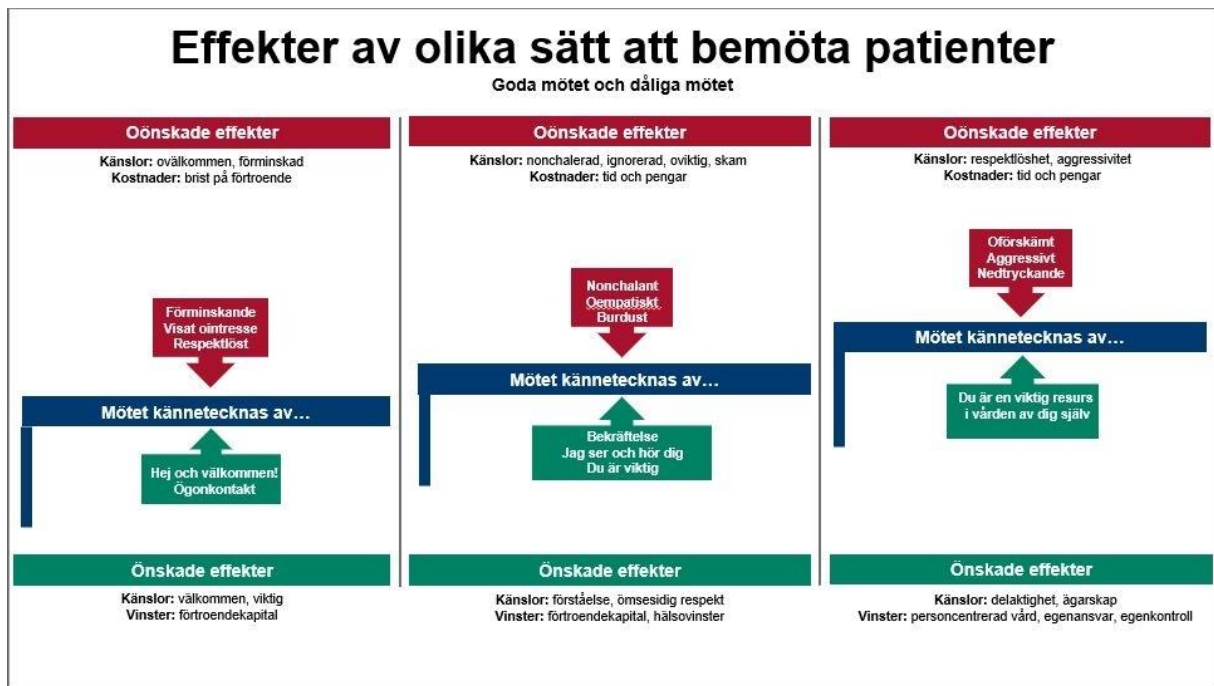 Effekter av olika sätt att bemöta patienter
Goda mötet och dåliga mötet
Oönskade effekter
Känslor: ovälkommen, förminskad
Kostnader: brist på förtroende
Förminskande
Visat ointresse
Respektlöst
Mötet kännetecknas av…
Hej och välkommen!
Ögonkontakt
Önskade effekter
Känslor: välkommen, viktig
Vinster: förtroendekapital
Oönskade effekter
Känslor: nonchalerad, ignorerad, oviktig, skam
Kostnader: tid och pengar
Nonchalant
Oempatiskt
Burdust
Mötet kännetecknas av…
Bekräftelse
Jag ser och hör dig
Du är viktig
Önskade effekter
Känslor: förståelse, ömsesidig respekt
Vinster: förtroendekapital, hälsovinster
Oönskade effekter
Känslor: respektlöshet, aggressivitet
Kostnader: tid och pengar
Oförskämt
Aggressivt
Nedtryckande
Mötet kännetecknas av…
Du är en viktig resurs
i vården av dig själv
Önskade effekter
Känslor: delaktighet, ägarskap
Vinster: personcentrerad vård, egenansvar, egenkontroll